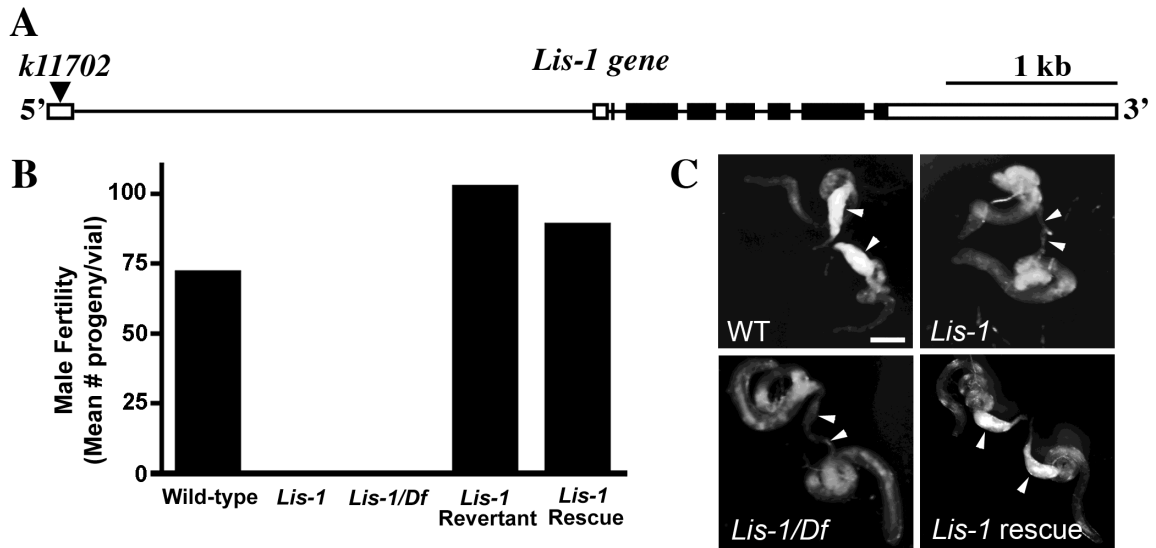 A
k11702
Lis-1 gene
1 kb
5’
3’
B
Male Fertility
(Mean # progeny/vial)
100
75
50
25
0
Wild-type
Lis-1
Lis-1/Df
Lis-1
Revertant
Lis-1
Rescue
C
WT
Lis-1
Lis-1/Df
Lis-1 rescue